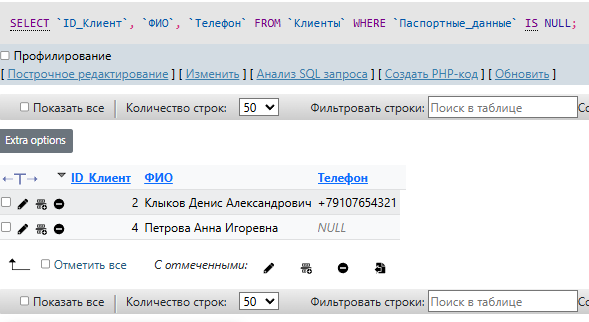 SELECT `ID_Клиент`, `ФИО`, `Телефон` FROM `Клиенты` WHERE `Паспортные_данные` IS NULL;
Профилирование
[ Построчное редактирование ] [ Изменить ] [ Анализ SQL запроса ] [ Создать PHP-код ] [ Обновить ]
Показать все Количество строк: 50 Фильтровать строки: Поиск в таблице
Extra options
←T→ ID_Клиент ФИО Телефон
2 Клыков Денис Александрович +79107654321
4 Петрова Анна Игоревна NULL
Отметить все С отмеченными:
Показать все Количество строк: 50 Фильтровать строки: Поиск в таблице